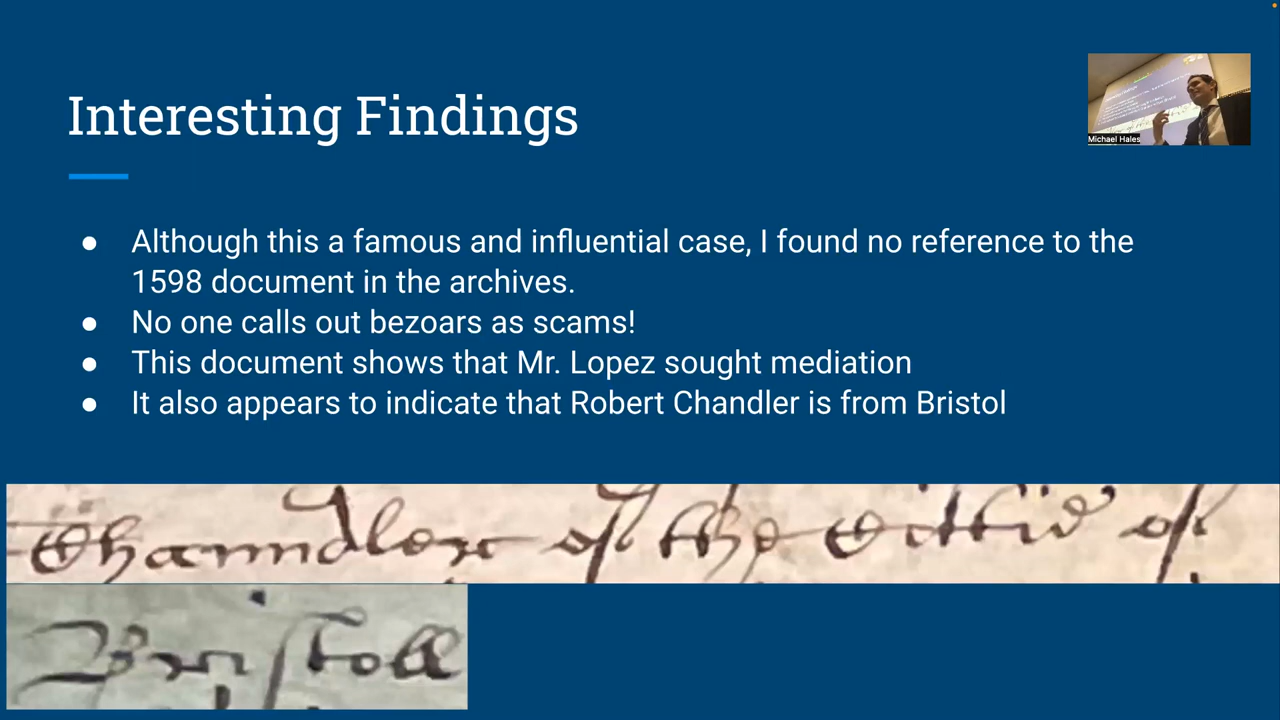 Interesting Findings
Michael Hales
● Although this a famous and influential case, I found no reference to the
1598 document in the archives.
● No one calls out bezoars as scams!
● This document shows that Mr. Lopez sought mediation
● It also appears to indicate that Robert Chandler is from Bristol
Channdler of the Cittie of
Bristoll